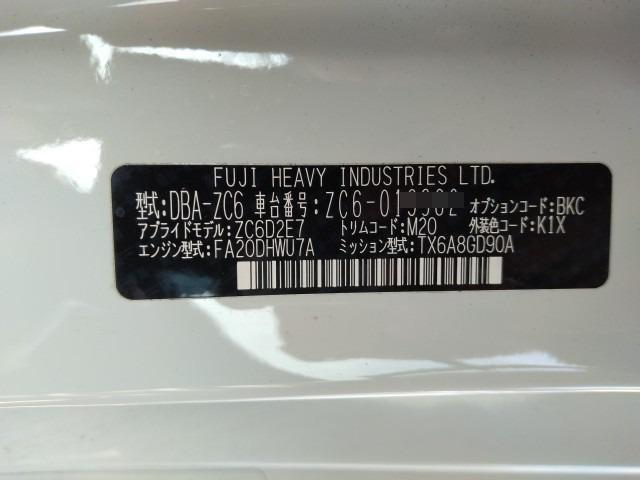 FUJI HEAVY INDUSTRIES LTD.
型式:DBA-ZC6 車台番号: オプションコード:BKC
アプライドモデル:ZC6D2E7 トリムコード:M20 外装色コード:K1X
エンジン型式:FA20DHWU7A ミッション型式:TX6A8GD90A